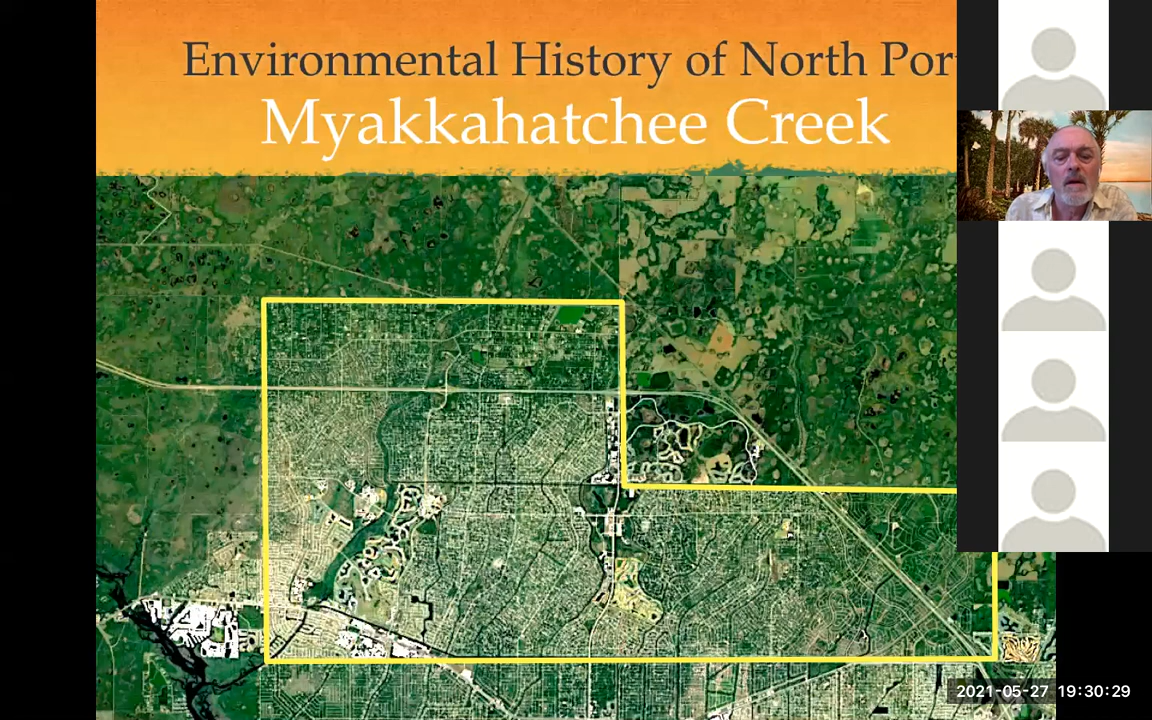 Environmental History of North Por
Myakkahatchee Creek
2021-05-27 19:30:29